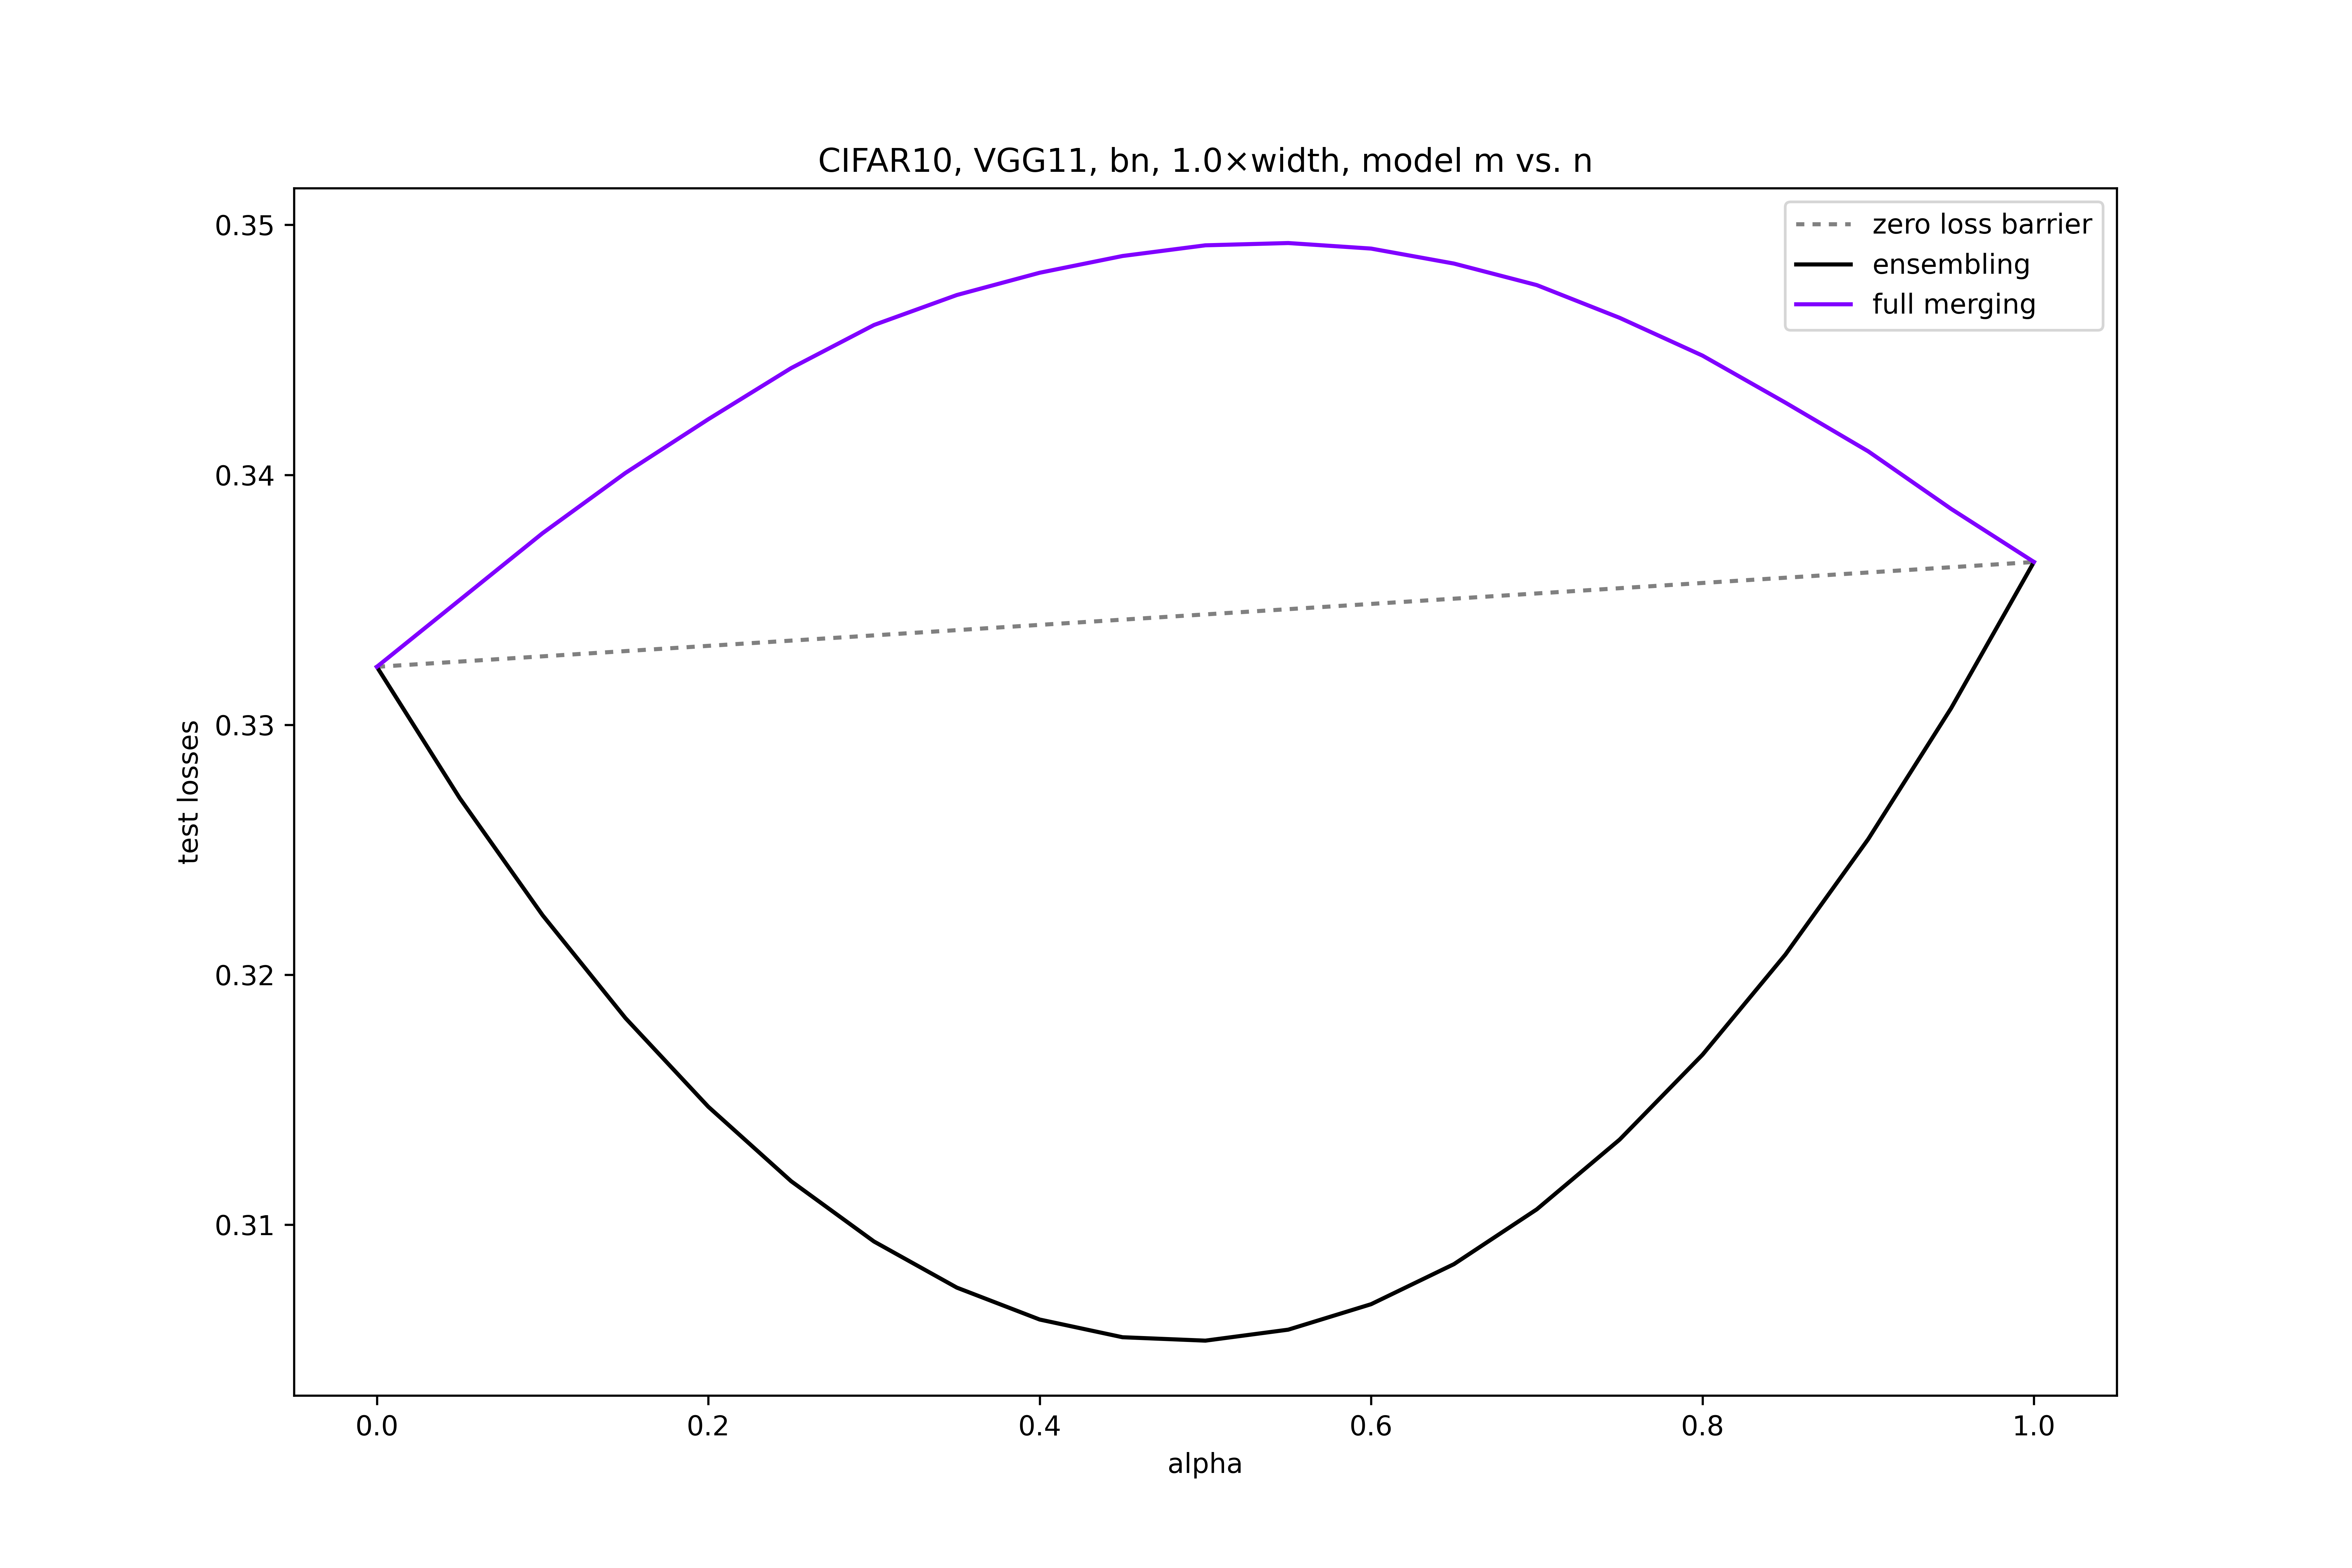 CIFAR10, VGG11, bn, 1.0×width, model m vs. n
zero loss barrier
ensembling
full merging
0.35
0.34
0.33
0.32
0.31
test losses
0.0
0.2
0.4
0.6
0.8
1.0
alpha